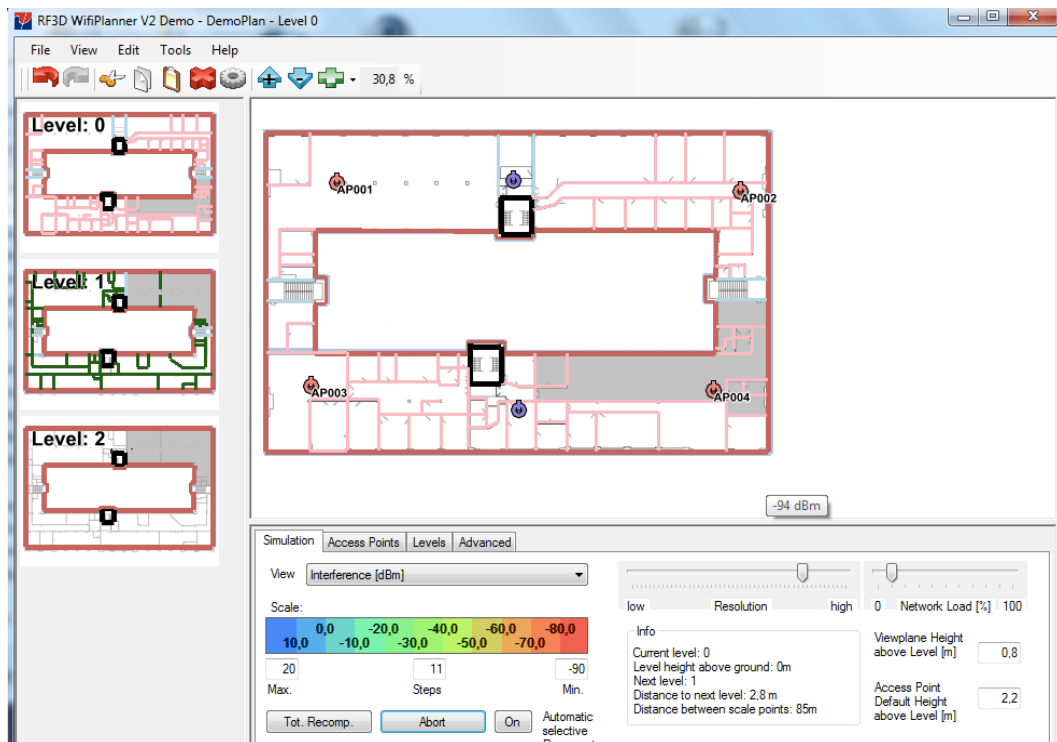 RF3D WifiPlanner V2 Demo - DemoPlan - Level 0
File View Edit Tools Help
30,8 %
Level: 0
Level: 1
Level: 2
AP001
AP002
AP003
AP004
-94 dBm
Simulation Access Points Levels Advanced
View Interference [dBm]
Scale:
0,0 -20,0 -40,0 -60,0 -80,0
10,0 -10,0 -30,0 -50,0 -70,0
20 11 -90
Max. Steps Min.
Tot. Recomp. Abort On Automatic
selective
low Resolution high 0 Network Load [%] 100
Info
Current level: 0
Level height above ground: 0m
Next level: 1
Distance to next level: 2,8 m
Distance between scale points: 85m
Viewplane Height
above Level [m] 0,8
Access Point
Default Height
above Level [m] 2,2